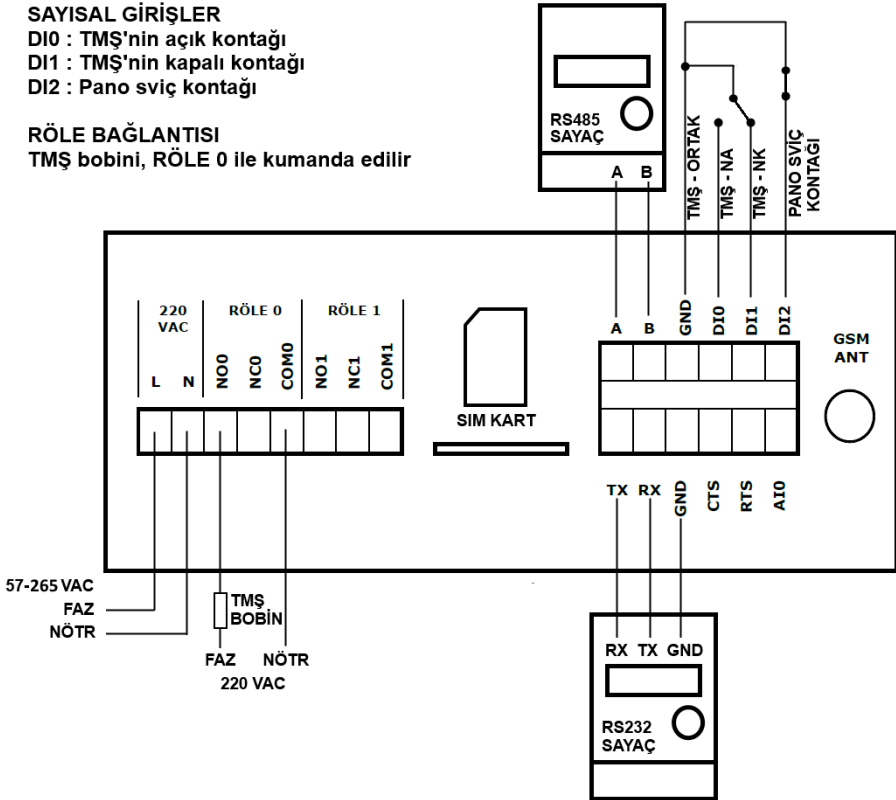 SAYISAL GİRİŞLER
DI0 : TMŞ'nin açık kontağı
DI1 : TMŞ'nin kapalı kontağı
DI2 : Pano sviç kontağı
RÖLE BAĞLANTISI
TMŞ bobini, RÖLE 0 ile kumanda edilir
RS485
SAYAÇ
A B
TMŞ - ORTAK
TMŞ - NA
TMŞ - NK
PANO SVİÇ
KONTAĞI
220
VAC
RÖLE 0
RÖLE 1
L N
NO0
NC0
COM0
NO1
NC1
COM1
SIM KART
A B
GND
DI0
DI1
DI2
GSM
ANT
TX RX
GND
CTS
RTS
AI0
57-265 VAC
FAZ
NÖTR
TMŞ
BOBİN
FAZ NÖTR
220 VAC
RX TX GND
RS232
SAYAÇ